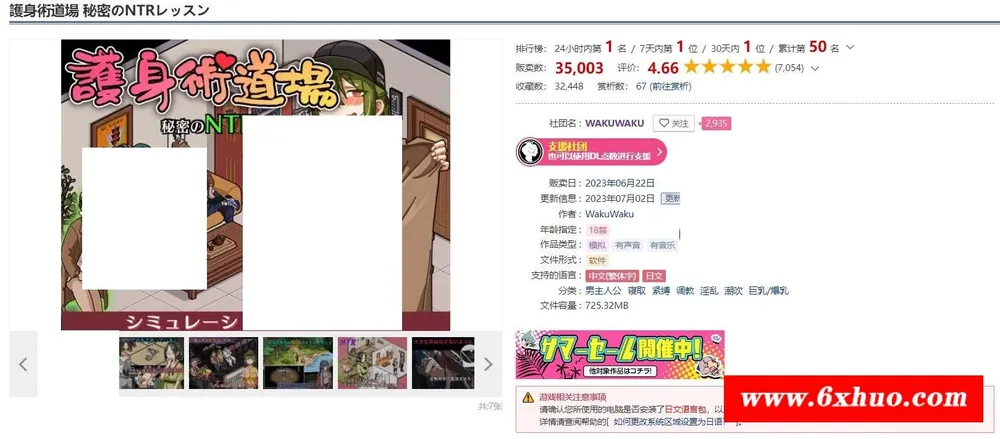 護身術道場 秘密のNTRレッスン
護身術道場
秘密のNT
シミュレーシ
共:7张
排行榜: 24小时内第 1 名 / 7天内第 1 位 / 30天内 1 位 / 累计第 50 名
贩卖数: 35,003 评价: 4.66 (7,054)
收藏数: 32,448 赏析数: 67 (前往赏析)
社团名: WAKUWAKU 关注 2,935
支援社团
也可以使用DL点数进行支援
贩卖日: 2023年06月22日
更新信息: 2023年07月02日 更新
作者: WakuWaku
年龄指定: 18禁
作品类型: 模拟 有声音 有音乐
文件形式: 软件
支持的语言: 中文(繁体字) 日文
分类: 男主人公 寝取 紧缚 调教 淫乱 潮吹 巨乳/爆乳
文件容量: 725.32MB
サマーセール開催中!
他対象作品はコチラ!
游戏相关注意事项
请确认您所使用的电脑是否安装了日文语言包，以
详情请查阅帮助的[ 如何更改系统区域设置为日语? ]。
www.6xhuo.com